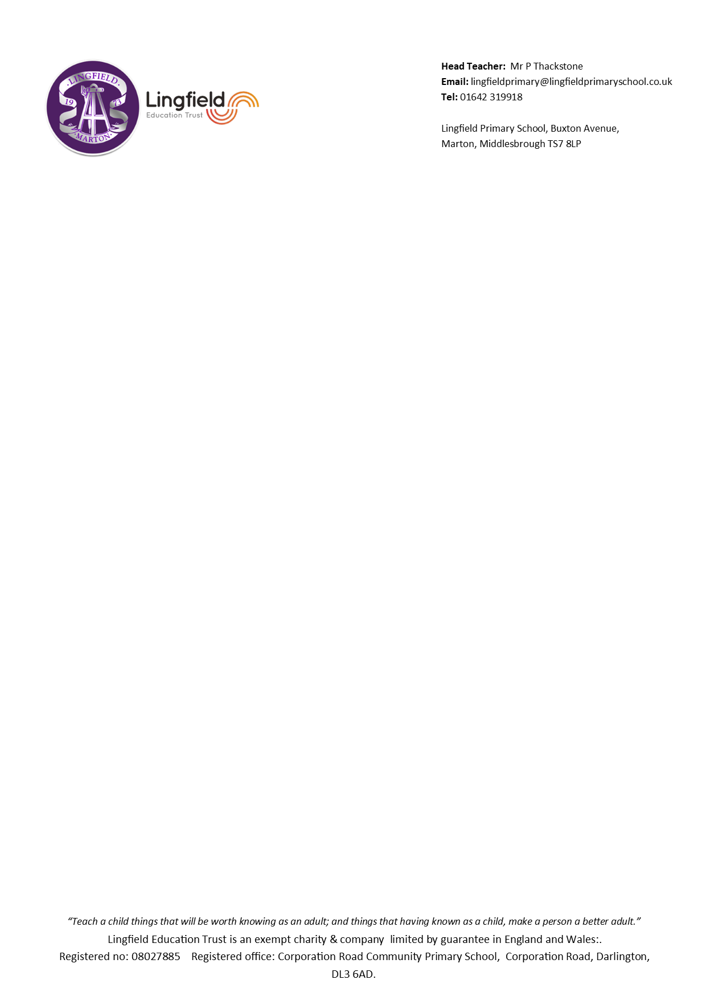 LINGFIELD
19 73
MARTON
Lingfield
Education Trust
Head Teacher:  Mr P Thackstone
Email: lingfieldprimary@lingfieldprimaryschool.co.uk
Tel: 01642 319918
Lingfield Primary School, Buxton Avenue,
Marton, Middlesbrough TS7 8LP
“Teach a child things that will be worth knowing as an adult; and things that having known as a child, make a person a better adult.”
Lingfield Education Trust is an exempt charity & company  limited by guarantee in England and Wales:.
Registered no: 08027885    Registered office: Corporation Road Community Primary School,  Corporation Road, Darlington,
DL3 6AD.